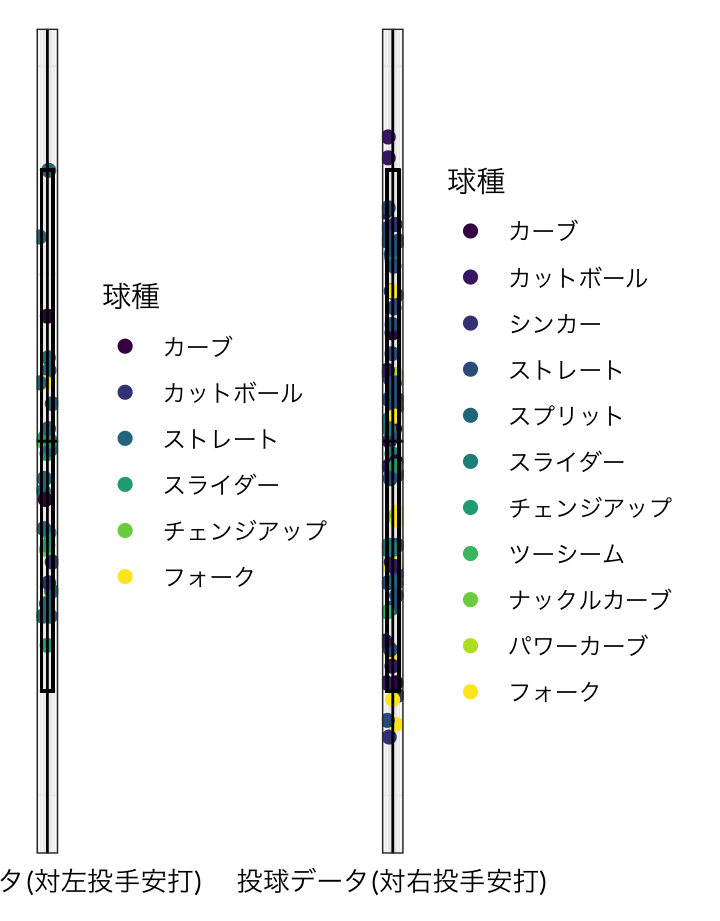 球種
カーブ
カットボール
ストレート
スライダー
チェンジアップ
フォーク
タ(対左投手安打)
球種
カーブ
カットボール
シンカー
ストレート
スプリット
スライダー
チェンジアップ
ツーシーム
ナックルカーブ
パワーカーブ
フォーク
投球データ(対右投手安打)